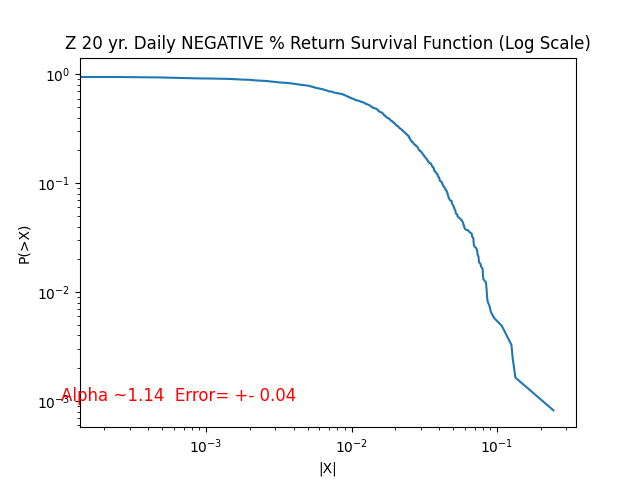 Z 20 yr. Daily NEGATIVE % Return Survival Function (Log Scale)
10⁰
10⁻¹
10⁻²
10⁻³
P(>X)
Alpha ~1.14  Error= +- 0.04
10⁻³
10⁻²
10⁻¹
|X|